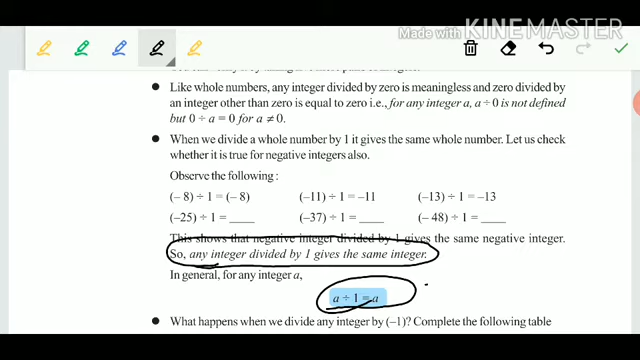 Made with KINEMASTER
Like whole numbers, any integer divided by zero is meaningless and zero divided by
an integer other than zero is equal to zero i.e., for any integer a, a ÷ 0 is not defined
but 0 ÷ a = 0 for a ≠ 0.
When we divide a whole number by 1 it gives the same whole number. Let us check
whether it is true for negative integers also.
Observe the following :
(– 8) ÷ 1 = (– 8) (–11) ÷ 1 = –11 (–13) ÷ 1 = –13
(–25) ÷ 1 = ____ (–37) ÷ 1 = ____ (– 48) ÷ 1 = ____
This shows that negative integer divided by 1 gives the same negative integer.
So, any integer divided by 1 gives the same integer.
In general, for any integer a,
a ÷ 1 = a
What happens when we divide any integer by (–1)? Complete the following table